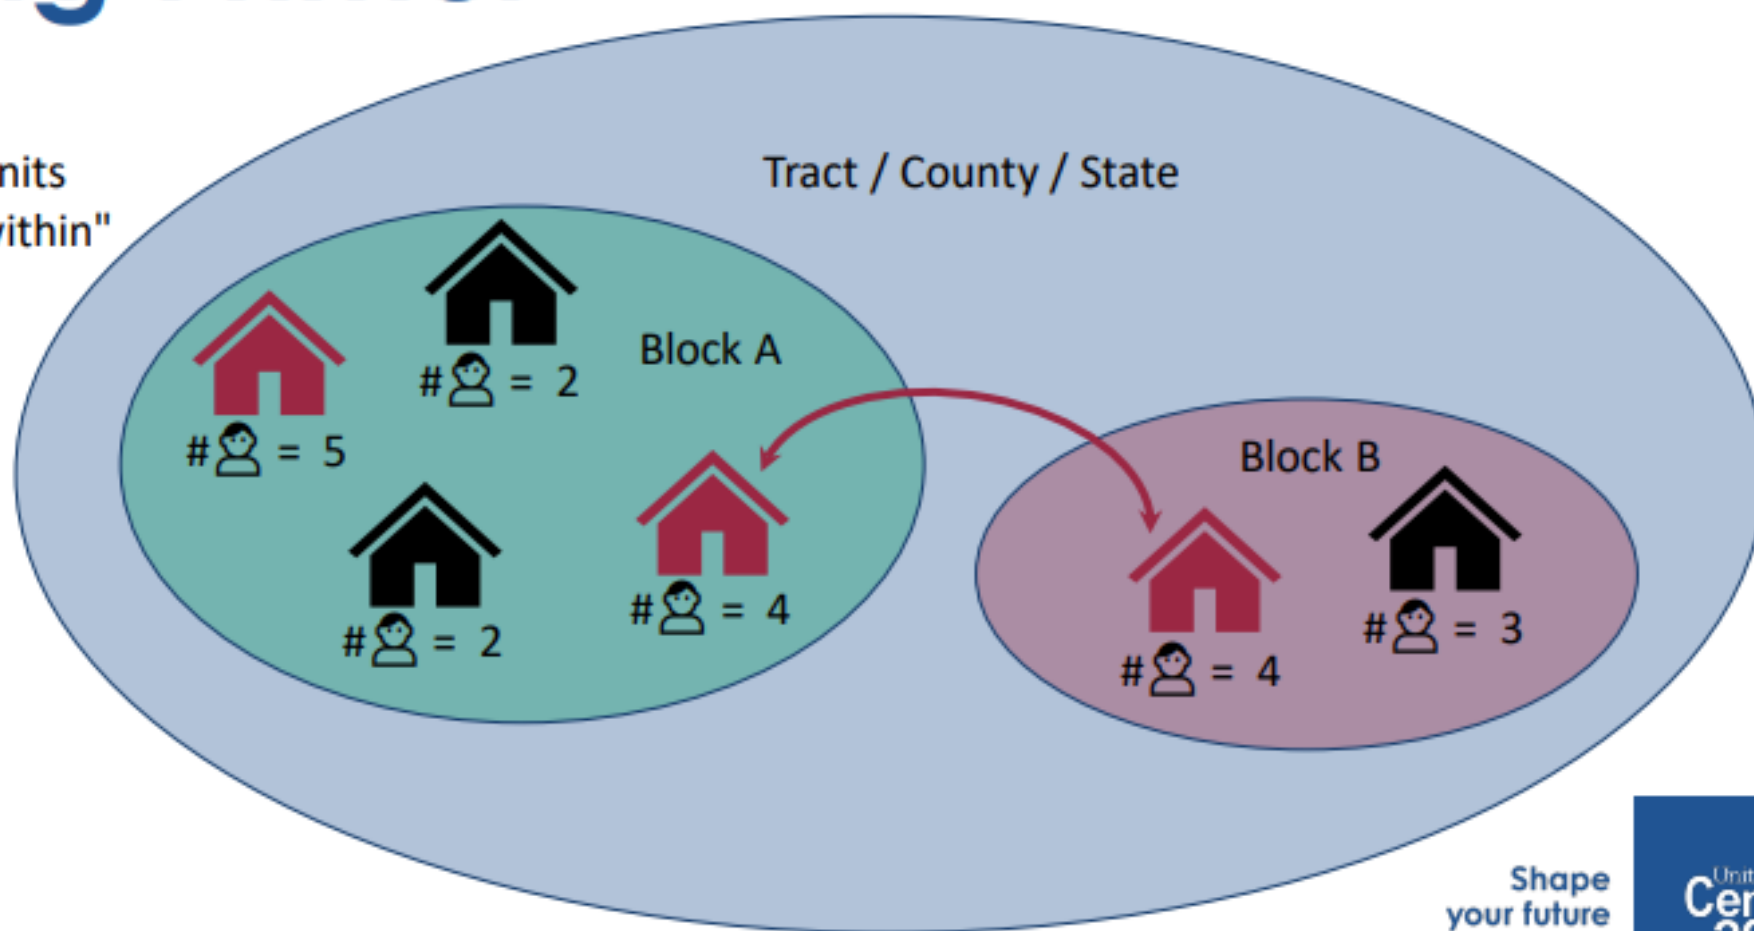 nits
vithin"
Tract / County / State
Block A
# = 2
# = 5
# = 2
# = 4
Block B
# = 4
# = 3
Shape
your future